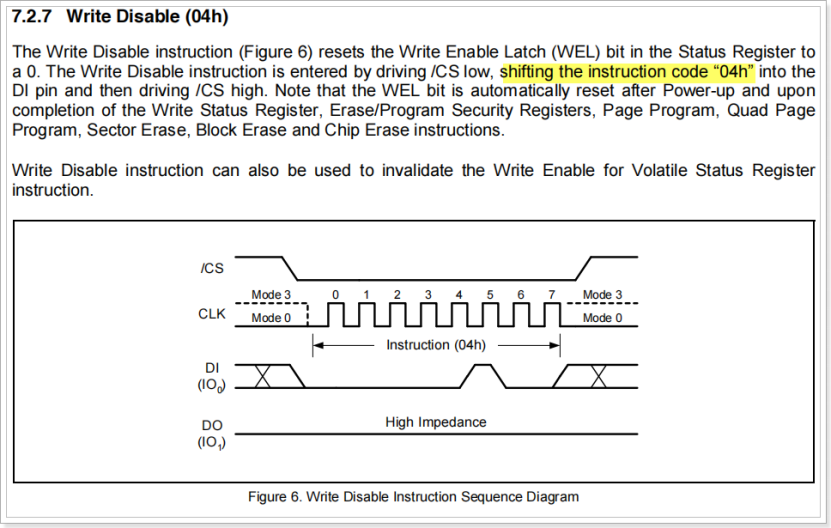 7.2.7 Write Disable (04h)
The Write Disable instruction (Figure 6) resets the Write Enable Latch (WEL) bit in the Status Register to
a 0. The Write Disable instruction is entered by driving /CS low, shifting the instruction code “04h” into the
DI pin and then driving /CS high. Note that the WEL bit is automatically reset after Power-up and upon
completion of the Write Status Register, Erase/Program Security Registers, Page Program, Quad Page
Program, Sector Erase, Block Erase and Chip Erase instructions.
Write Disable instruction can also be used to invalidate the Write Enable for Volatile Status Register
instruction.
/CS
Mode 3 0 1 2 3 4 5 6 7 Mode 3
CLK
Mode 0 Mode 0
Instruction (04h)
DI
(IO0)
DO
High Impedance
(IO1)
Figure 6. Write Disable Instruction Sequence Diagram